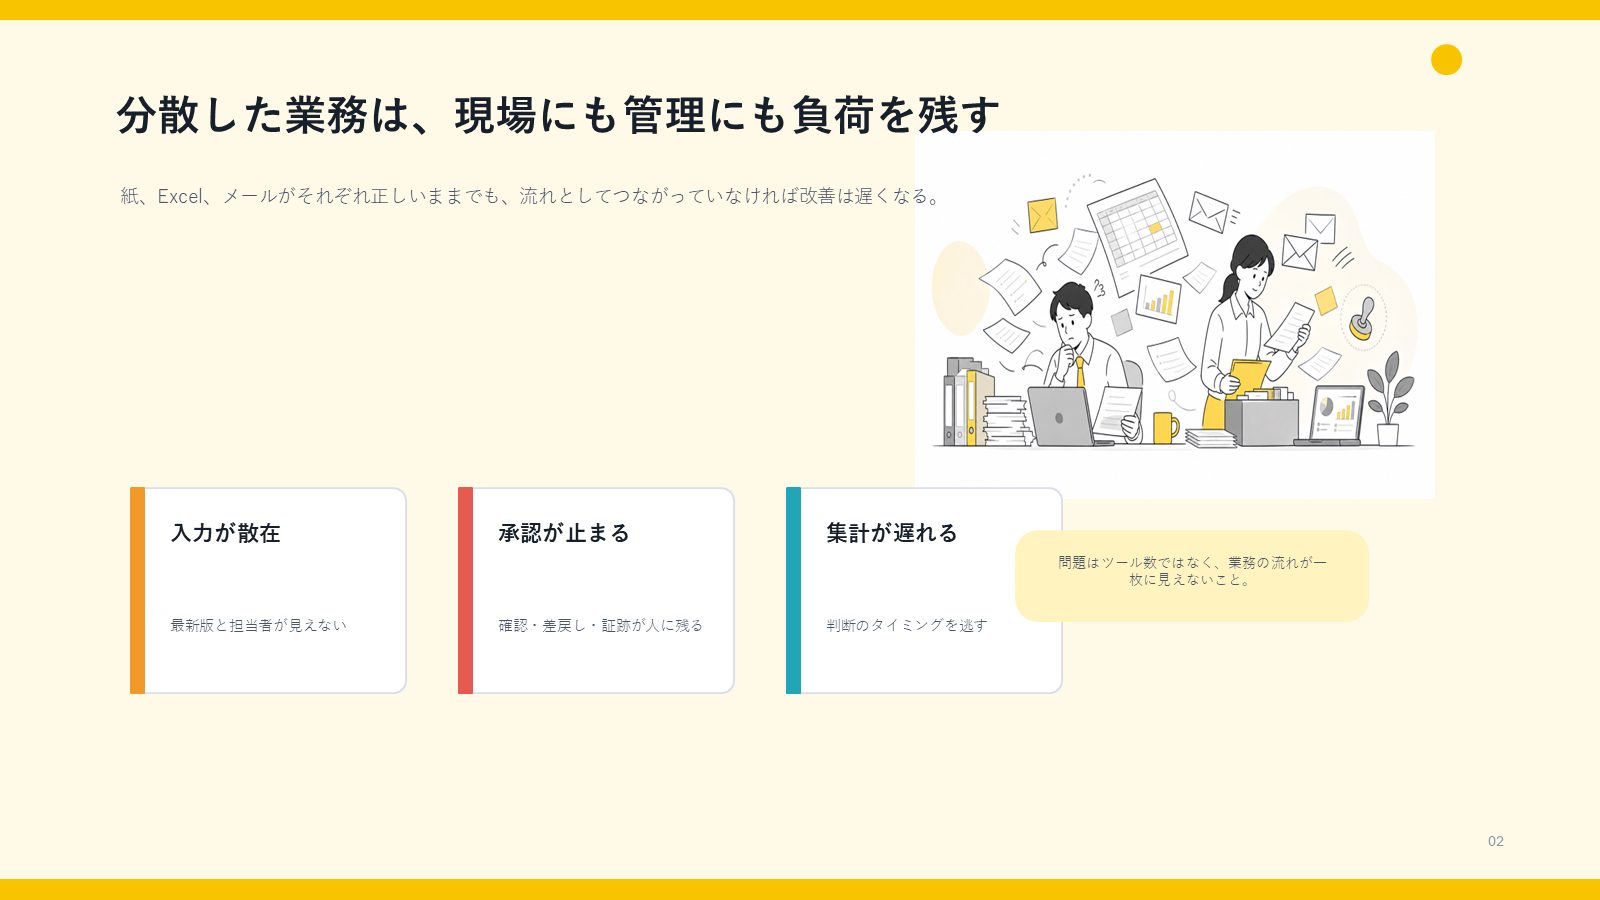 分散した業務は、現場にも管理にも負荷を残す
紙、Excel、メールがそれぞれ正しいままでも、流れとしてつながっていなければ改善は遅くなる。
入力が散在
最新版と担当者が見えない
承認が止まる
確認・差戻し・証跡が人に残る
集計が遅れる
判断のタイミングを逃す
問題はツール数ではなく、業務の流れが一
枚に見えないこと。
02